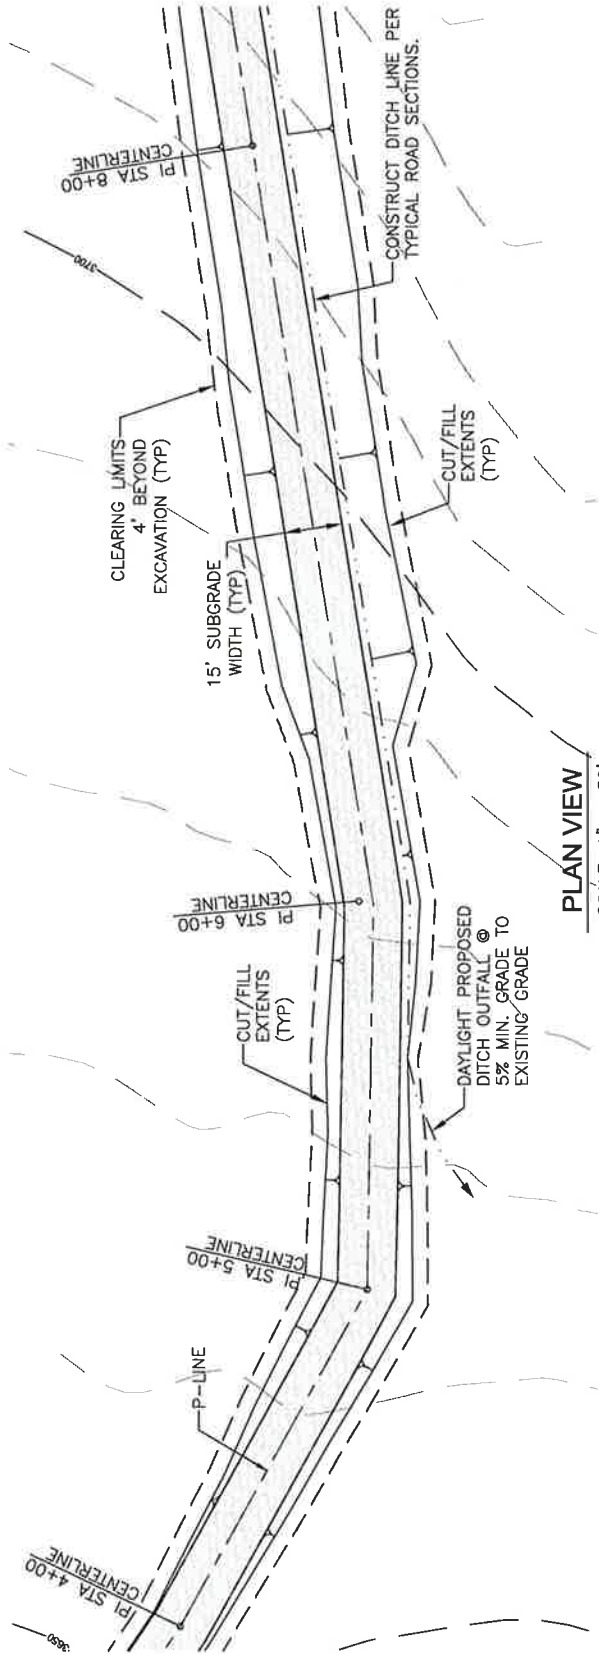 PI STA 8+00
CENTERLINE
3700
CONSTRUCT DITCH LINE PER
TYPICAL ROAD SECTIONS.
CLEARING LIMITS
4' BEYOND
EXCAVATION (TYP)
CUT/FILL
EXTENTS
(TYP)
15' SUBGRADE
WIDTH (TYP)
PLAN VIEW
PI STA 6+00
CENTERLINE
CUT/FILL
EXTENTS
(TYP)
DAYLIGHT PROPOSED
DITCH OUTFALL @
5% MIN. GRADE TO
EXISTING GRADE
PI STA 5+00
CENTERLINE
P-LINE
PI STA 4+00
CENTERLINE
3650